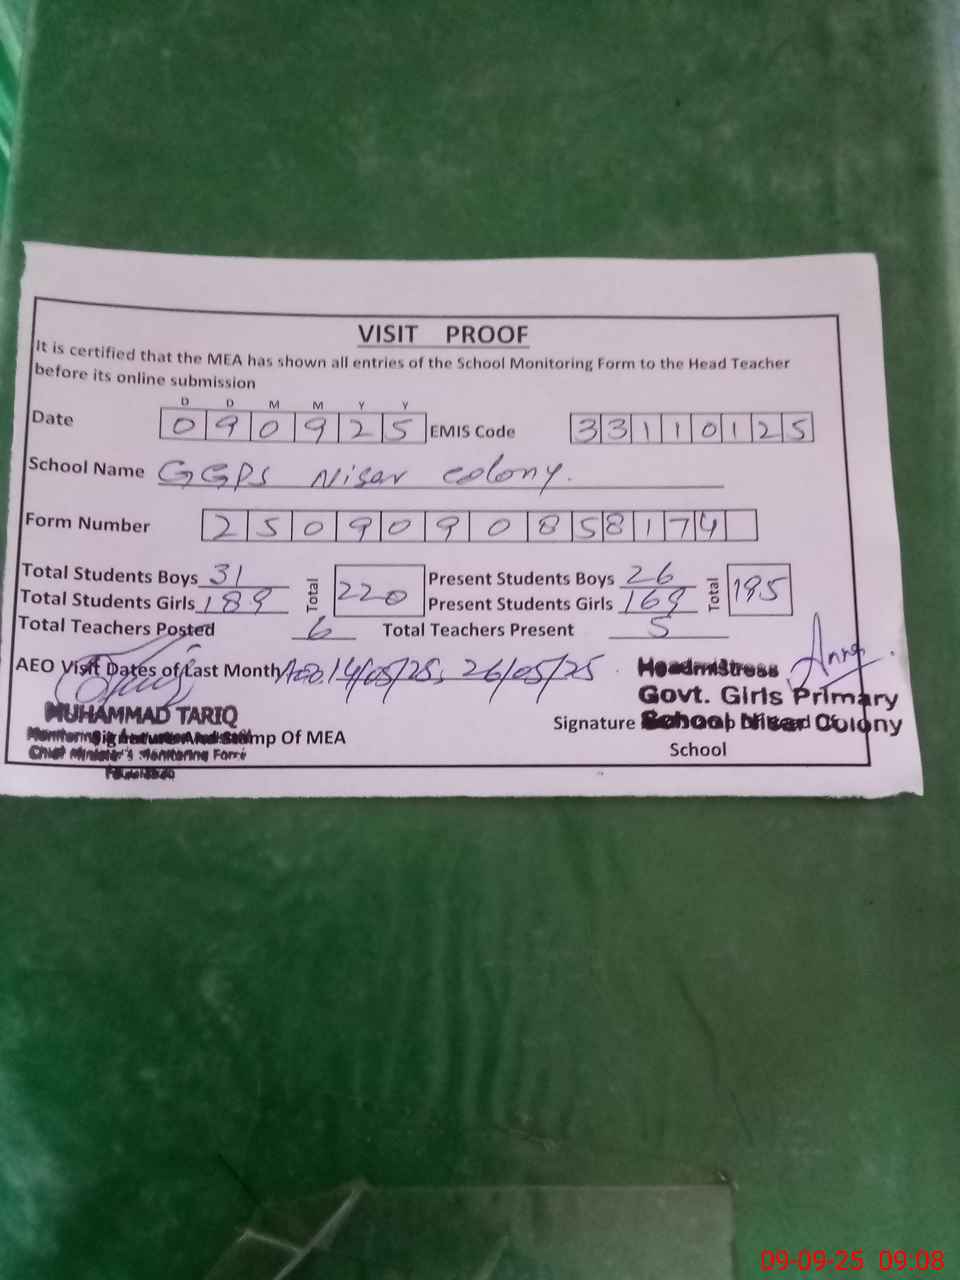 VISIT PROOF
It is certified that the MEA has shown all entries of the School Monitoring Form to the Head Teacher
before its online submission
D D M M Y Y
Date 0 9 0 9 2 5 EMIS Code 3 3 1 1 0 1 2 5
School Name GGPS Nisar Colony.
Form Number 2 5 0 9 0 9 0 8 5 8 1 7 4
Total Students Boys 31 Total 220 Present Students Boys 26 Total 195
Total Students Girls 189 Present Students Girls 169
Total Teachers Posted 6 Total Teachers Present 5
AEO Visit Dates of Last Month AEO. 14/05/25, 26/05/25
Headmistress
MUHAMMAD TARIQ
Govt. Girls Primary
Signature And Stamp Of MEA
Signature School Nisar Colony
Chief Minister's Monitoring Force
School
Faisalabad
09-09-25 09.08